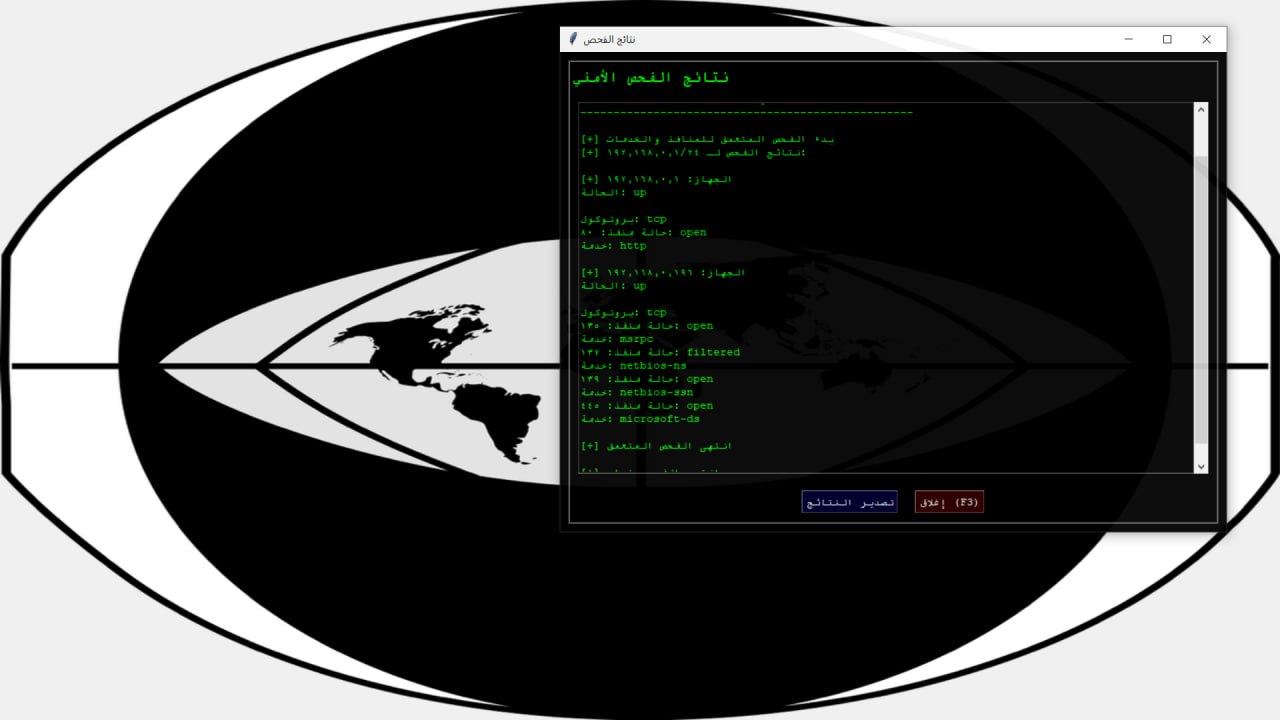 نتائج الفحص
نتائج الفحص الأمني
--------------------------------------------------
[+] بدء الفحص المتعمق للمنافذ والخدمات
[+] نتائج الفحص لـ ١٩٢,١٦٨,٠,١/٢٤:
[+] الجهاز: ١٩٢,١٦٨,٠,١
الحالة: up
بروتوكول: tcp
حالة منفذ: ٨٠: open
خدمة: http
[+] الجهاز: ١٩٢,١٦٨,٠,١٩٦
الحالة: up
بروتوكول: tcp
حالة منفذ: ١٣٥: open
خدمة: msrpc
حالة منفذ: ١٣٧: filtered
خدمة: netbios-ns
حالة منفذ: ١٣٩: open
خدمة: netbios-ssn
حالة منفذ: ٤٤٥: open
خدمة: microsoft-ds
[+] انتهى الفحص المتعمق
تصدير النتائج
إغلاق (F3)